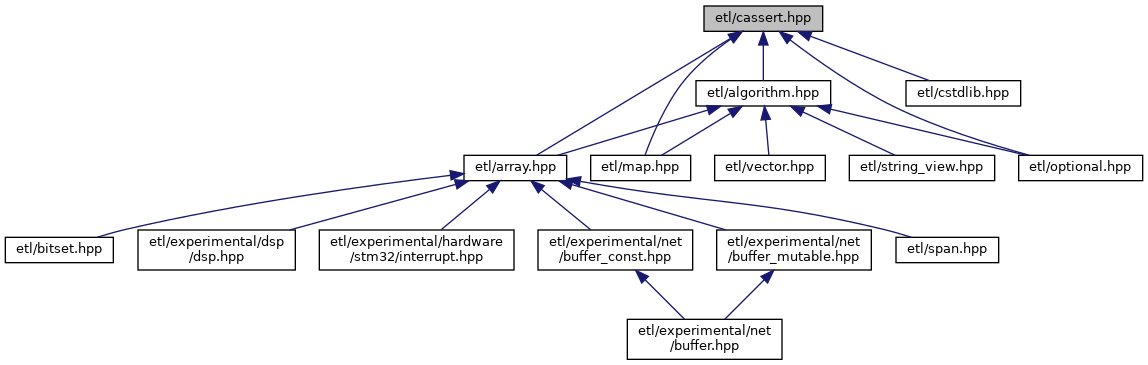 etl/cassert.hpp
etl/algorithm.hpp
etl/cstdlib.hpp
etl/array.hpp
etl/map.hpp
etl/vector.hpp
etl/string_view.hpp
etl/optional.hpp
etl/bitset.hpp
etl/experimental/dsp
/dsp.hpp
etl/experimental/hardware
/stm32/interrupt.hpp
etl/experimental/net
/buffer_const.hpp
etl/experimental/net
/buffer_mutable.hpp
etl/span.hpp
etl/experimental/net
/buffer.hpp